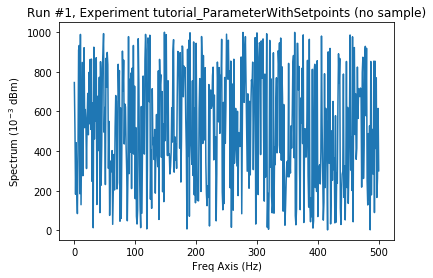 Run #1, Experiment tutorial_ParameterWithSetpoints (no sample)
1000
800
600
400
200
0
Spectrum (10⁻³ dBm)
0 100 200 300 400 500
Freq Axis (Hz)